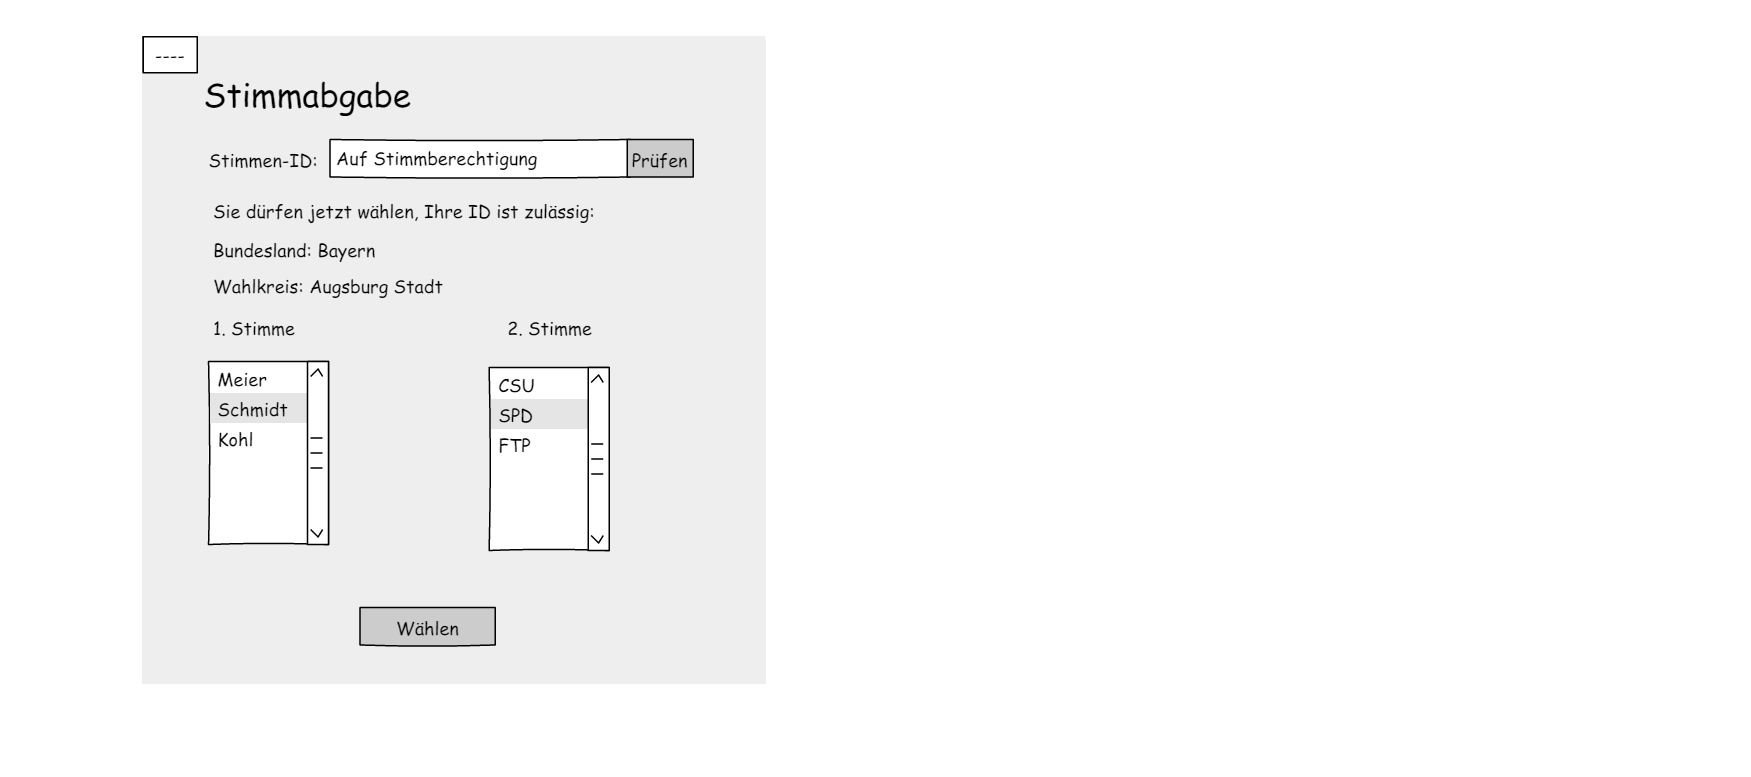 ----
Stimmabgabe
Stimmen-ID: Auf Stimmberechtigung Prüfen
Sie dürfen jetzt wählen, Ihre ID ist zulässig:
Bundesland: Bayern
Wahlkreis: Augsburg Stadt
1. Stimme
Meier
Schmidt
Kohl
2. Stimme
CSU
SPD
FTP
Wählen